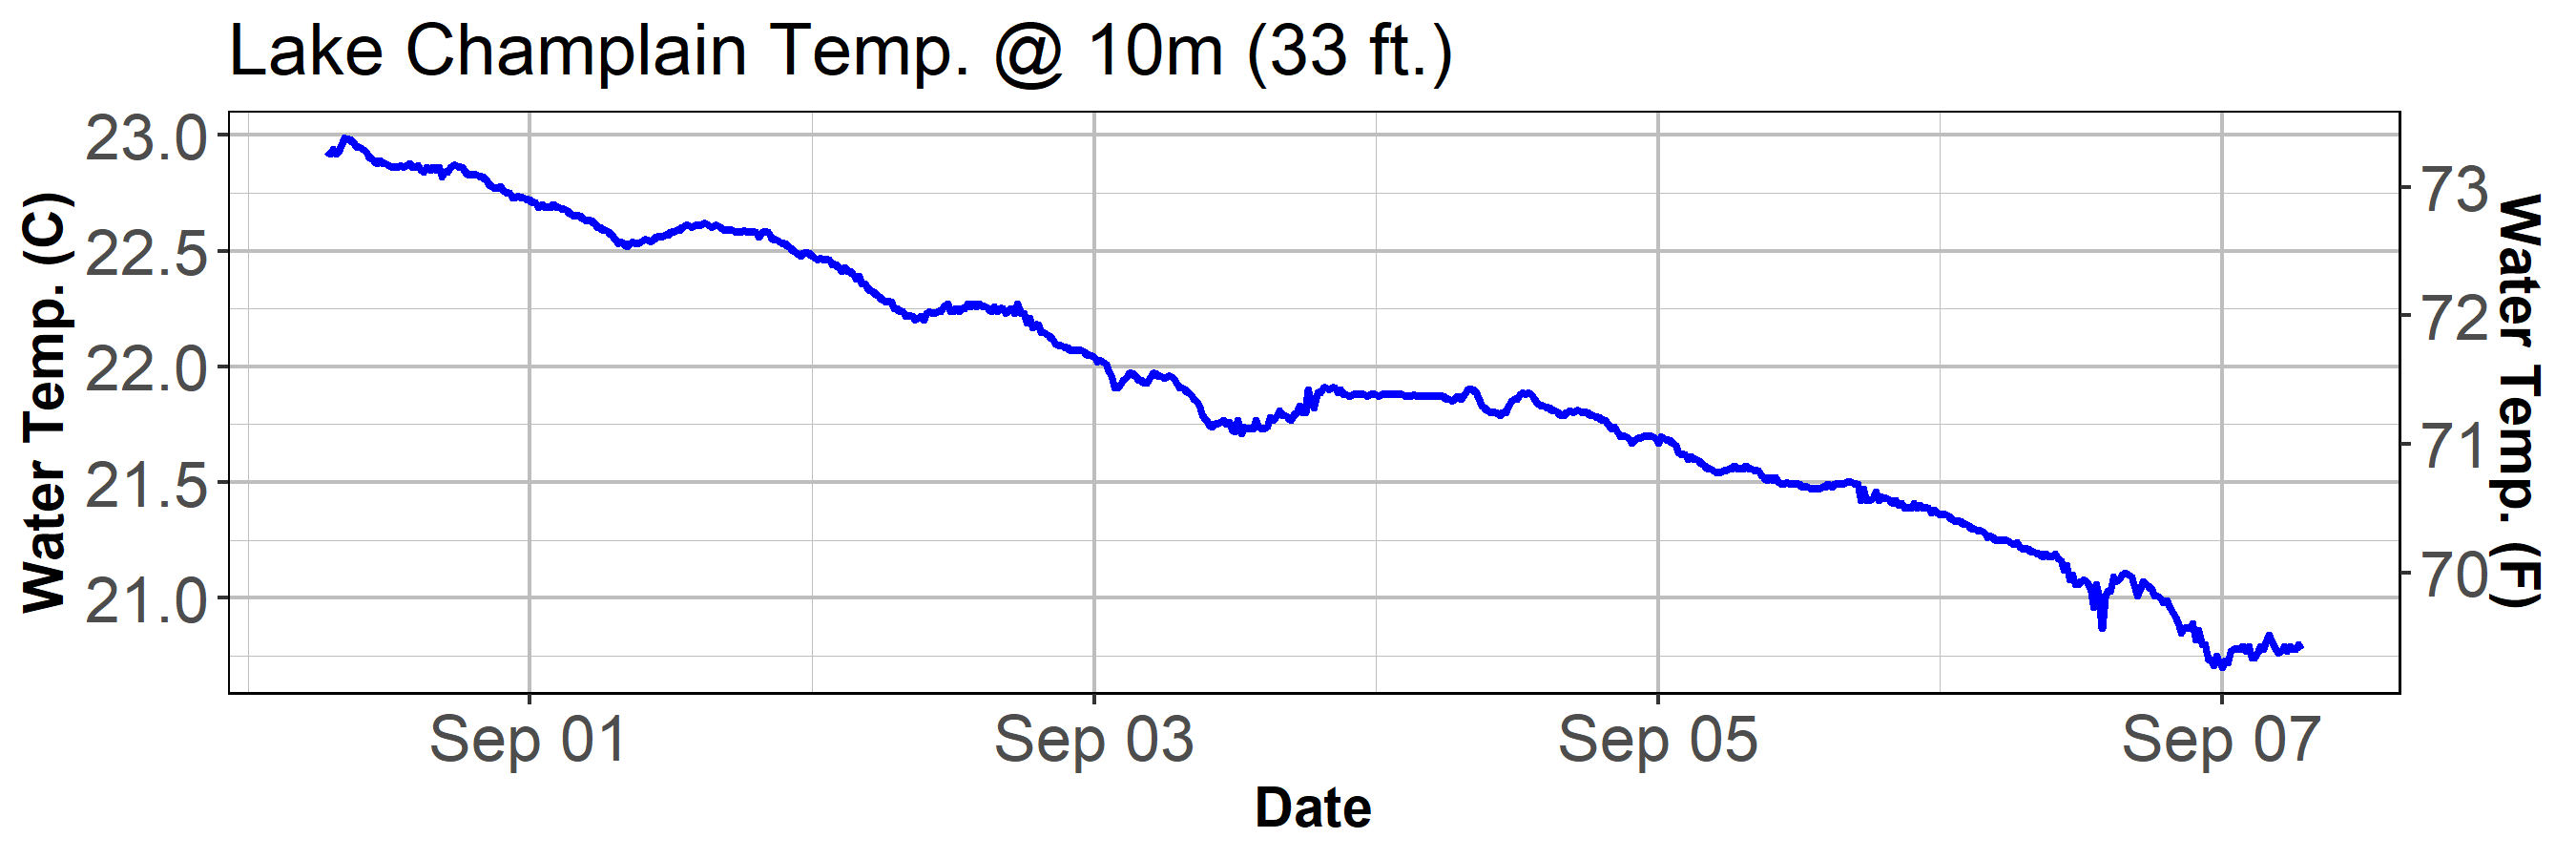 Lake Champlain Temp. @ 10m (33 ft.)
Water Temp. (C)
23.0
22.5
22.0
21.5
21.0
73
72
71
70
Water Temp. (F)
Sep 01 Sep 03 Sep 05 Sep 07
Date